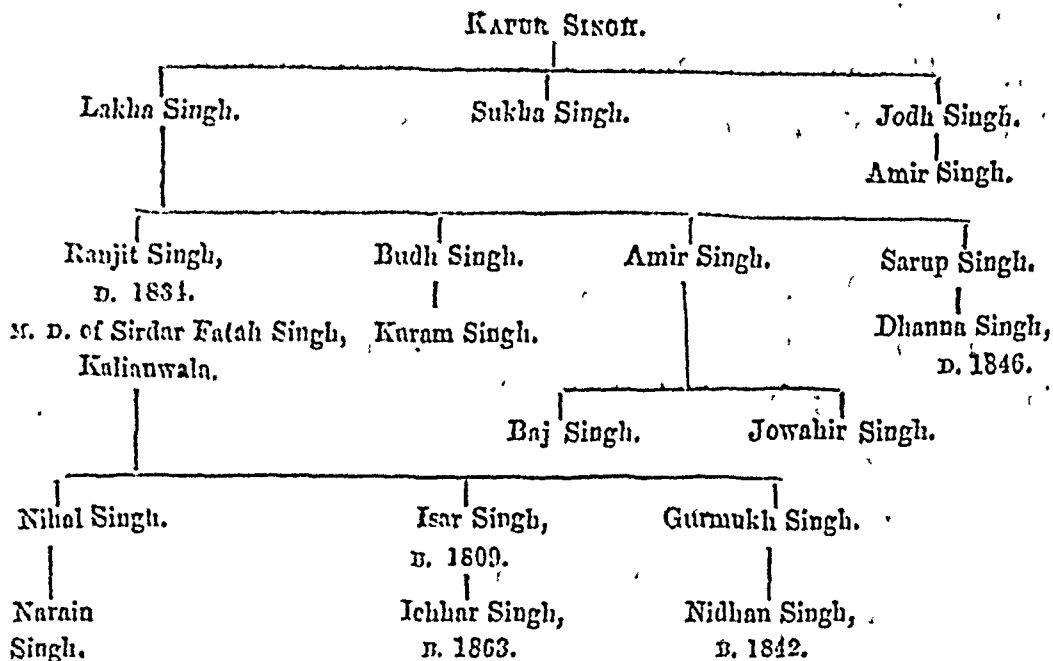 KAPUR SINGH.
Lakha Singh. Sukha Singh. Jodh Singh.
Amir Singh.
Ranjit Singh, Budh Singh. Amir Singh. Sarup Singh.
D. 1834.
M. D. of Sirdar Fatah Singh, Karam Singh. Dhanna Singh,
Kalianwala. D. 1846.
Baj Singh. Jowahir Singh.
Nihal Singh. Isar Singh, Gurmukh Singh.
B. 1809.
Narain Ichhar Singh, Nidhan Singh,
Singh. B. 1863. B. 1842.